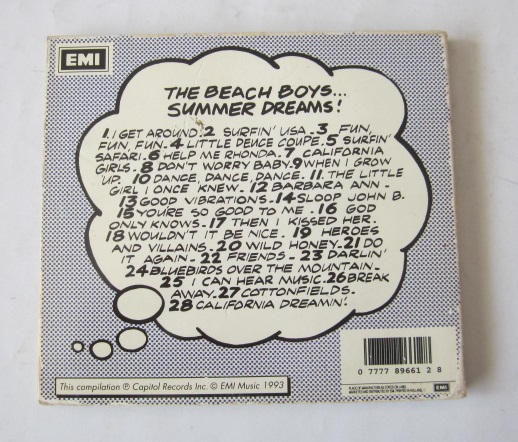 EMI
THE BEACH BOYS...
SUMMER DREAMS!
1. I GET AROUND. 2 SURFIN' USA. 3 FUN,
FUN, FUN. 4 LITTLE DEUCE COUPE. 5 SURFIN'
SAFARI. 6 HELP ME RHONDA. 7 CALIFORNIA
GIRLS. 8 DON'T WORRY BABY. 9 WHEN I GROW
UP. 10 DANCE, DANCE, DANCE. 11. THE LITTLE
GIRL I ONCE KNEW. 12 BARBARA ANN.
13 GOOD VIBRATIONS. 14 SLOOP JOHN B.
15 YOU'RE SO GOOD TO ME. 16 GOD
ONLY KNOWS. 17 THEN I KISSED HER.
18 WOULDN'T IT BE NICE. 19 HEROES
AND VILLAINS. 20 WILD HONEY. 21 DO
IT AGAIN. 22 FRIENDS. 23 DARLIN'
24 BLUEBIRDS OVER THE MOUNTAIN.
25 I CAN HEAR MUSIC. 26 BREAK
AWAY. 27 COTTONFIELDS.
28 CALIFORNIA DREAMIN'.
0 7777 89661 2 8
This compilation ℗ Capitol Records Inc. © EMI Music 1993
EMI